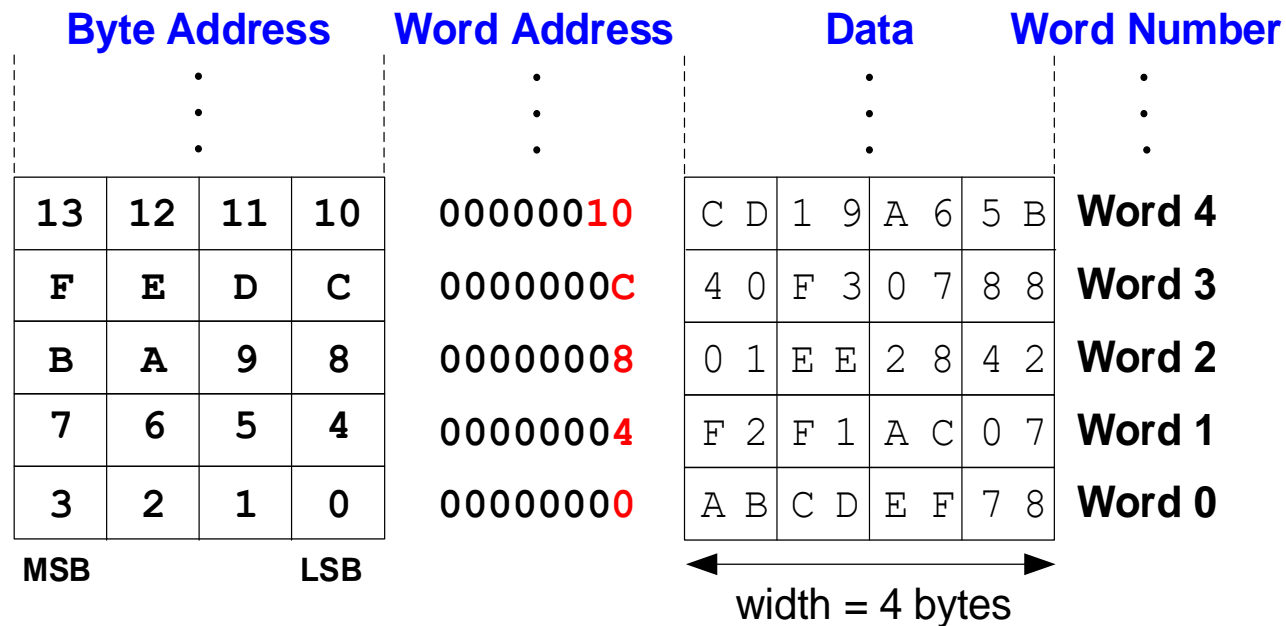 Byte Address Word Address Data Word Number
13 12 11 10 00000010 C D 1 9 A 6 5 B Word 4
F E D C 0000000C 4 0 F 3 0 7 8 8 Word 3
B A 9 8 00000008 0 1 E E 2 8 4 2 Word 2
7 6 5 4 00000004 F 2 F 1 A C 0 7 Word 1
3 2 1 0 00000000 A B C D E F 7 8 Word 0
MSB LSB
width = 4 bytes